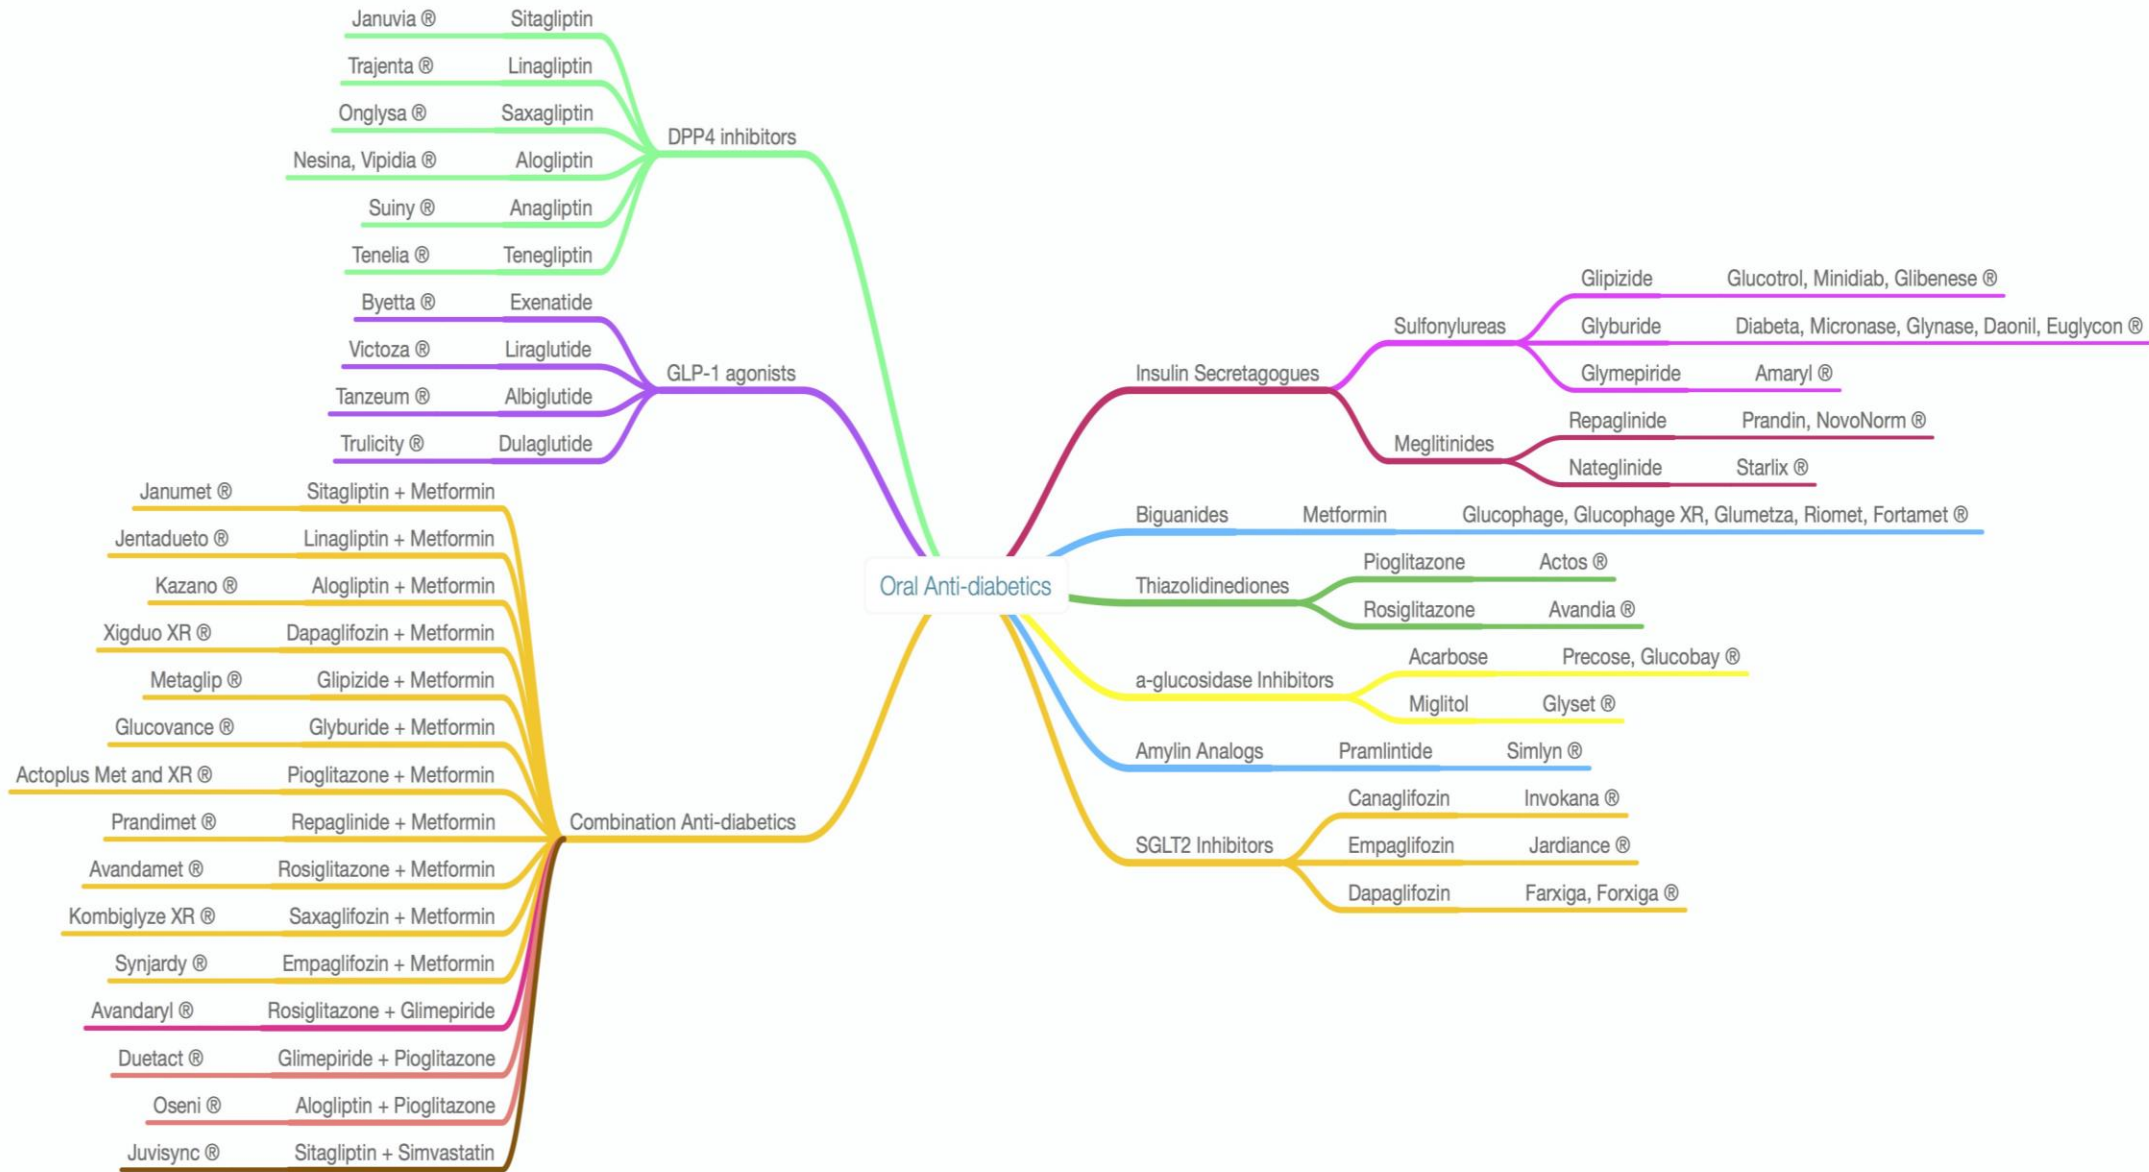 Oral Anti-diabetics
DPP4 inhibitors
Januvia ® Sitagliptin
Trajenta ® Linagliptin
Onglysa ® Saxagliptin
Nesina, Vipidia ® Alogliptin
Suiny ® Anagliptin
Tenelia ® Tenegliptin
GLP-1 agonists
Byetta ® Exenatide
Victoza ® Liraglutide
Tanzeum ® Albiglutide
Trulicity ® Dulaglutide
Combination Anti-diabetics
Janumet ® Sitagliptin + Metformin
Jentadueto ® Linagliptin + Metformin
Kazano ® Alogliptin + Metformin
Xigduo XR ® Dapaglifozin + Metformin
Metaglip ® Glipizide + Metformin
Glucovance ® Glyburide + Metformin
Actoplus Met and XR ® Pioglitazone + Metformin
Prandimet ® Repaglinide + Metformin
Avandamet ® Rosiglitazone + Metformin
Kombiglyze XR ® Saxaglifozin + Metformin
Synjardy ® Empaglifozin + Metformin
Avandaryl ® Rosiglitazone + Glimepiride
Duetact ® Glimepiride + Pioglitazone
Oseni ® Alogliptin + Pioglitazone
Juvisync ® Sitagliptin + Simvastatin
Insulin Secretagogues
Sulfonylureas
Glipizide Glucotrol, Minidiab, Glibenese ®
Glyburide Diabeta, Micronase, Glynase, Daonil, Euglycon ®
Glymepiride Amaryl ®
Meglitinides
Repaglinide Prandin, NovoNorm ®
Nateglinide Starlix ®
Biguanides Metformin Glucophage, Glucophage XR, Glumetza, Riomet, Fortamet ®
Thiazolidinediones
Pioglitazone Actos ®
Rosiglitazone Avandia ®
a-glucosidase Inhibitors
Acarbose Precose, Glucobay ®
Miglitol Glyset ®
Amylin Analogs Pramlintide Simlyn ®
SGLT2 Inhibitors
Canaglifozin Invokana ®
Empaglifozin Jardiance ®
Dapaglifozin Farxiga, Forxiga ®